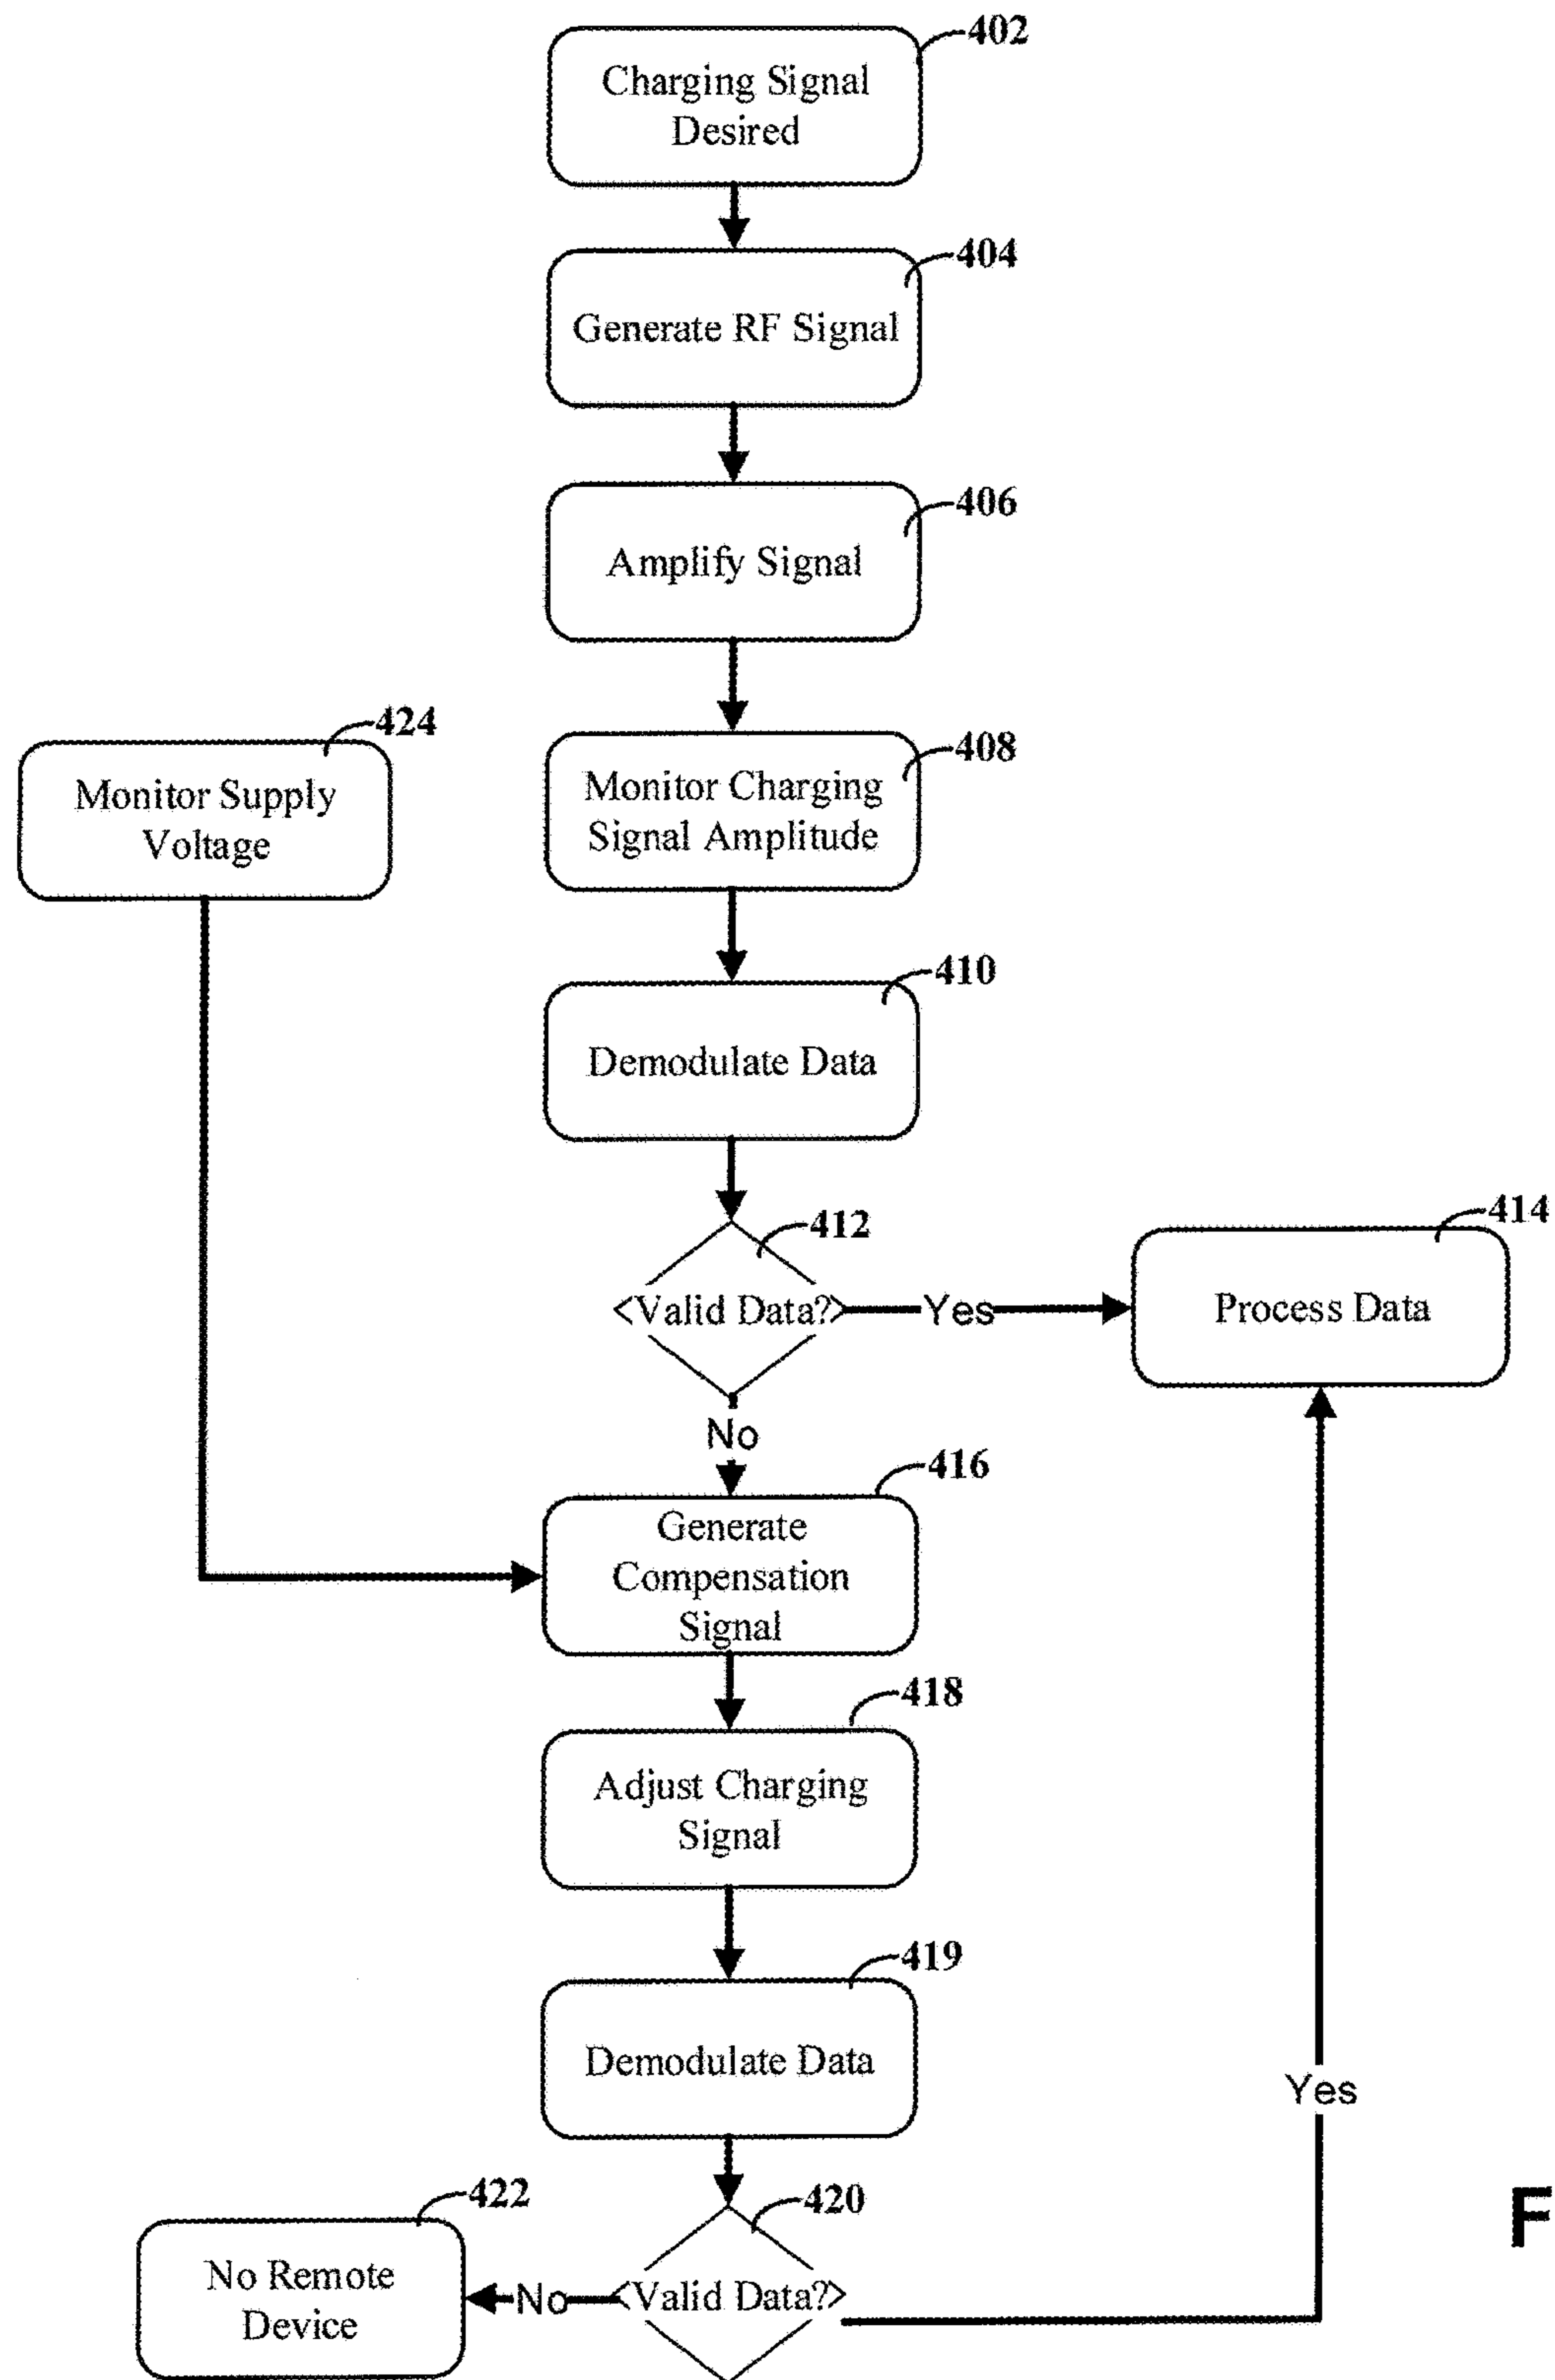 402
Charging Signal
Desired
404
Generate RF Signal
406
Amplify Signal
424
Monitor Supply
Voltage
408
Monitor Charging
Signal Amplitude
410
Demodulate Data
412
Valid Data?
Yes
414
Process Data
No
416
Generate
Compensation
Signal
418
Adjust Charging
Signal
419
Demodulate Data
Yes
422
No Remote
Device
No
420
Valid Data?
F